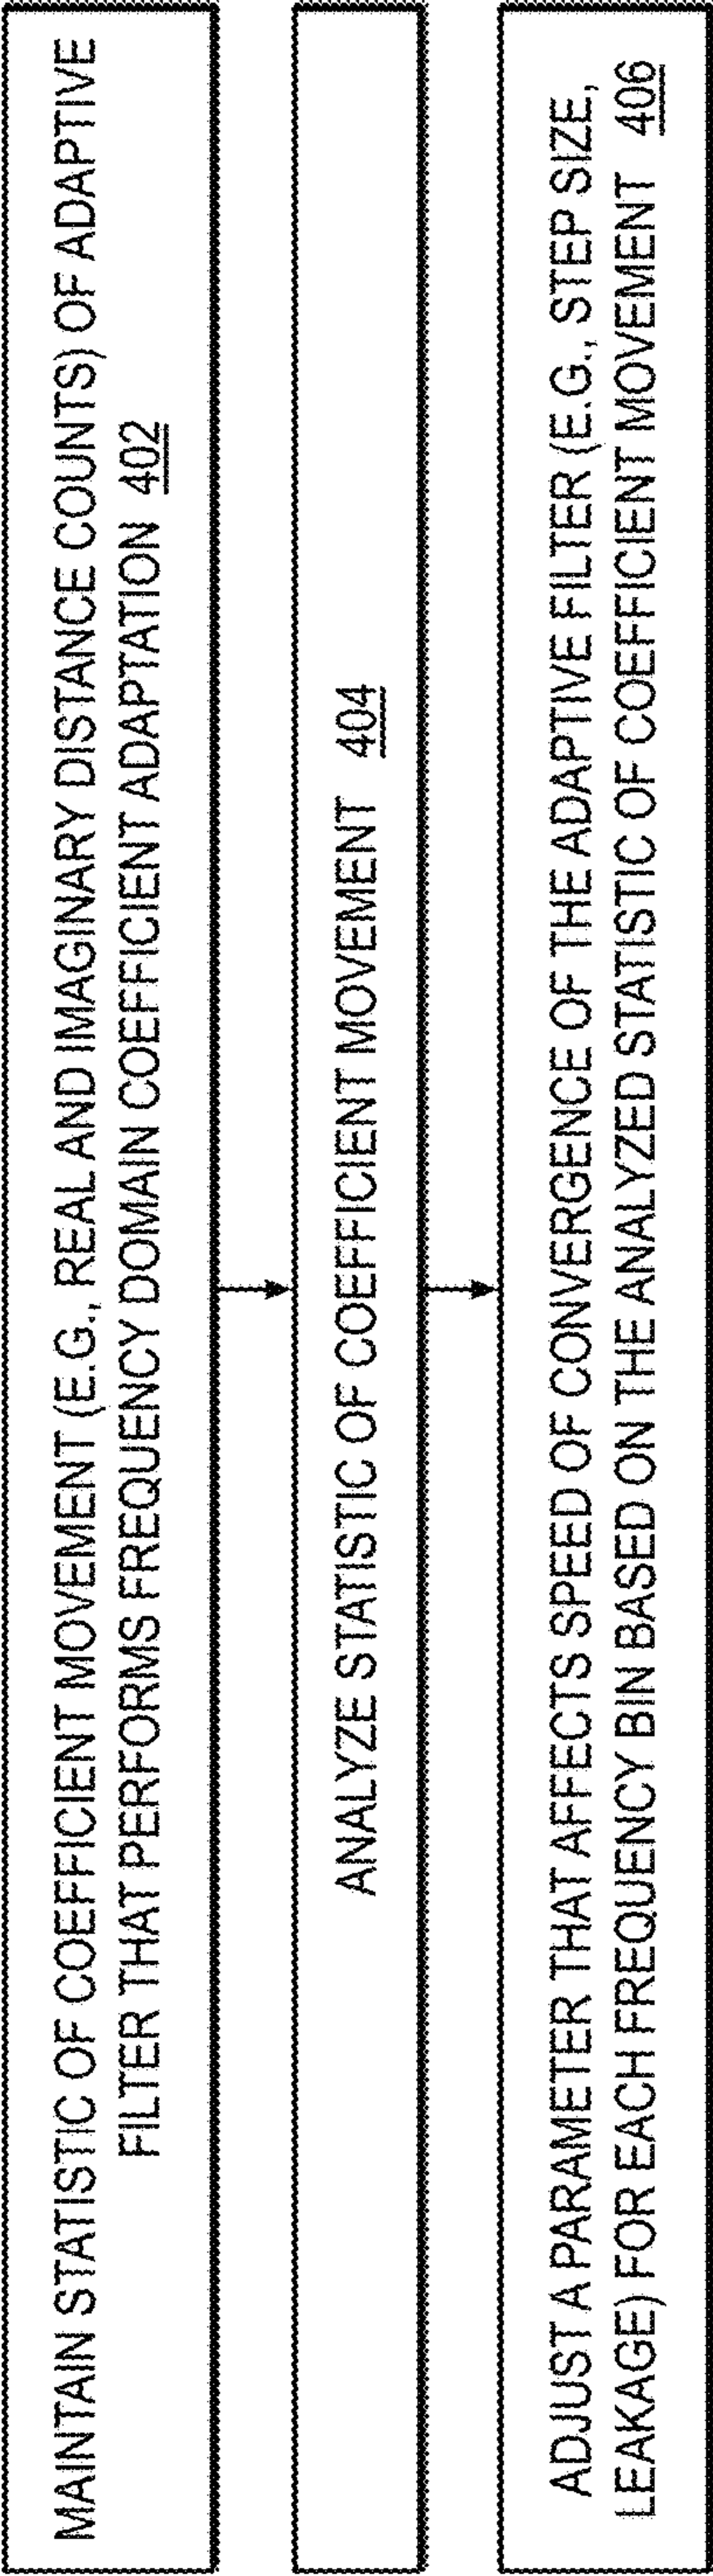 MAINTAIN STATISTIC OF COEFFICIENT MOVEMENT (E.G., REAL AND IMAGINARY DISTANCE COUNTS) OF ADAPTIVE
FILTER THAT PERFORMS FREQUENCY DOMAIN COEFFICIENT ADAPTATION 402
ANALYZE STATISTIC OF COEFFICIENT MOVEMENT 404
ADJUST A PARAMETER THAT AFFECTS SPEED OF CONVERGENCE OF THE ADAPTIVE FILTER (E.G., STEP SIZE,
LEAKAGE) FOR EACH FREQUENCY BIN BASED ON THE ANALYZED STATISTIC OF COEFFICIENT MOVEMENT 406